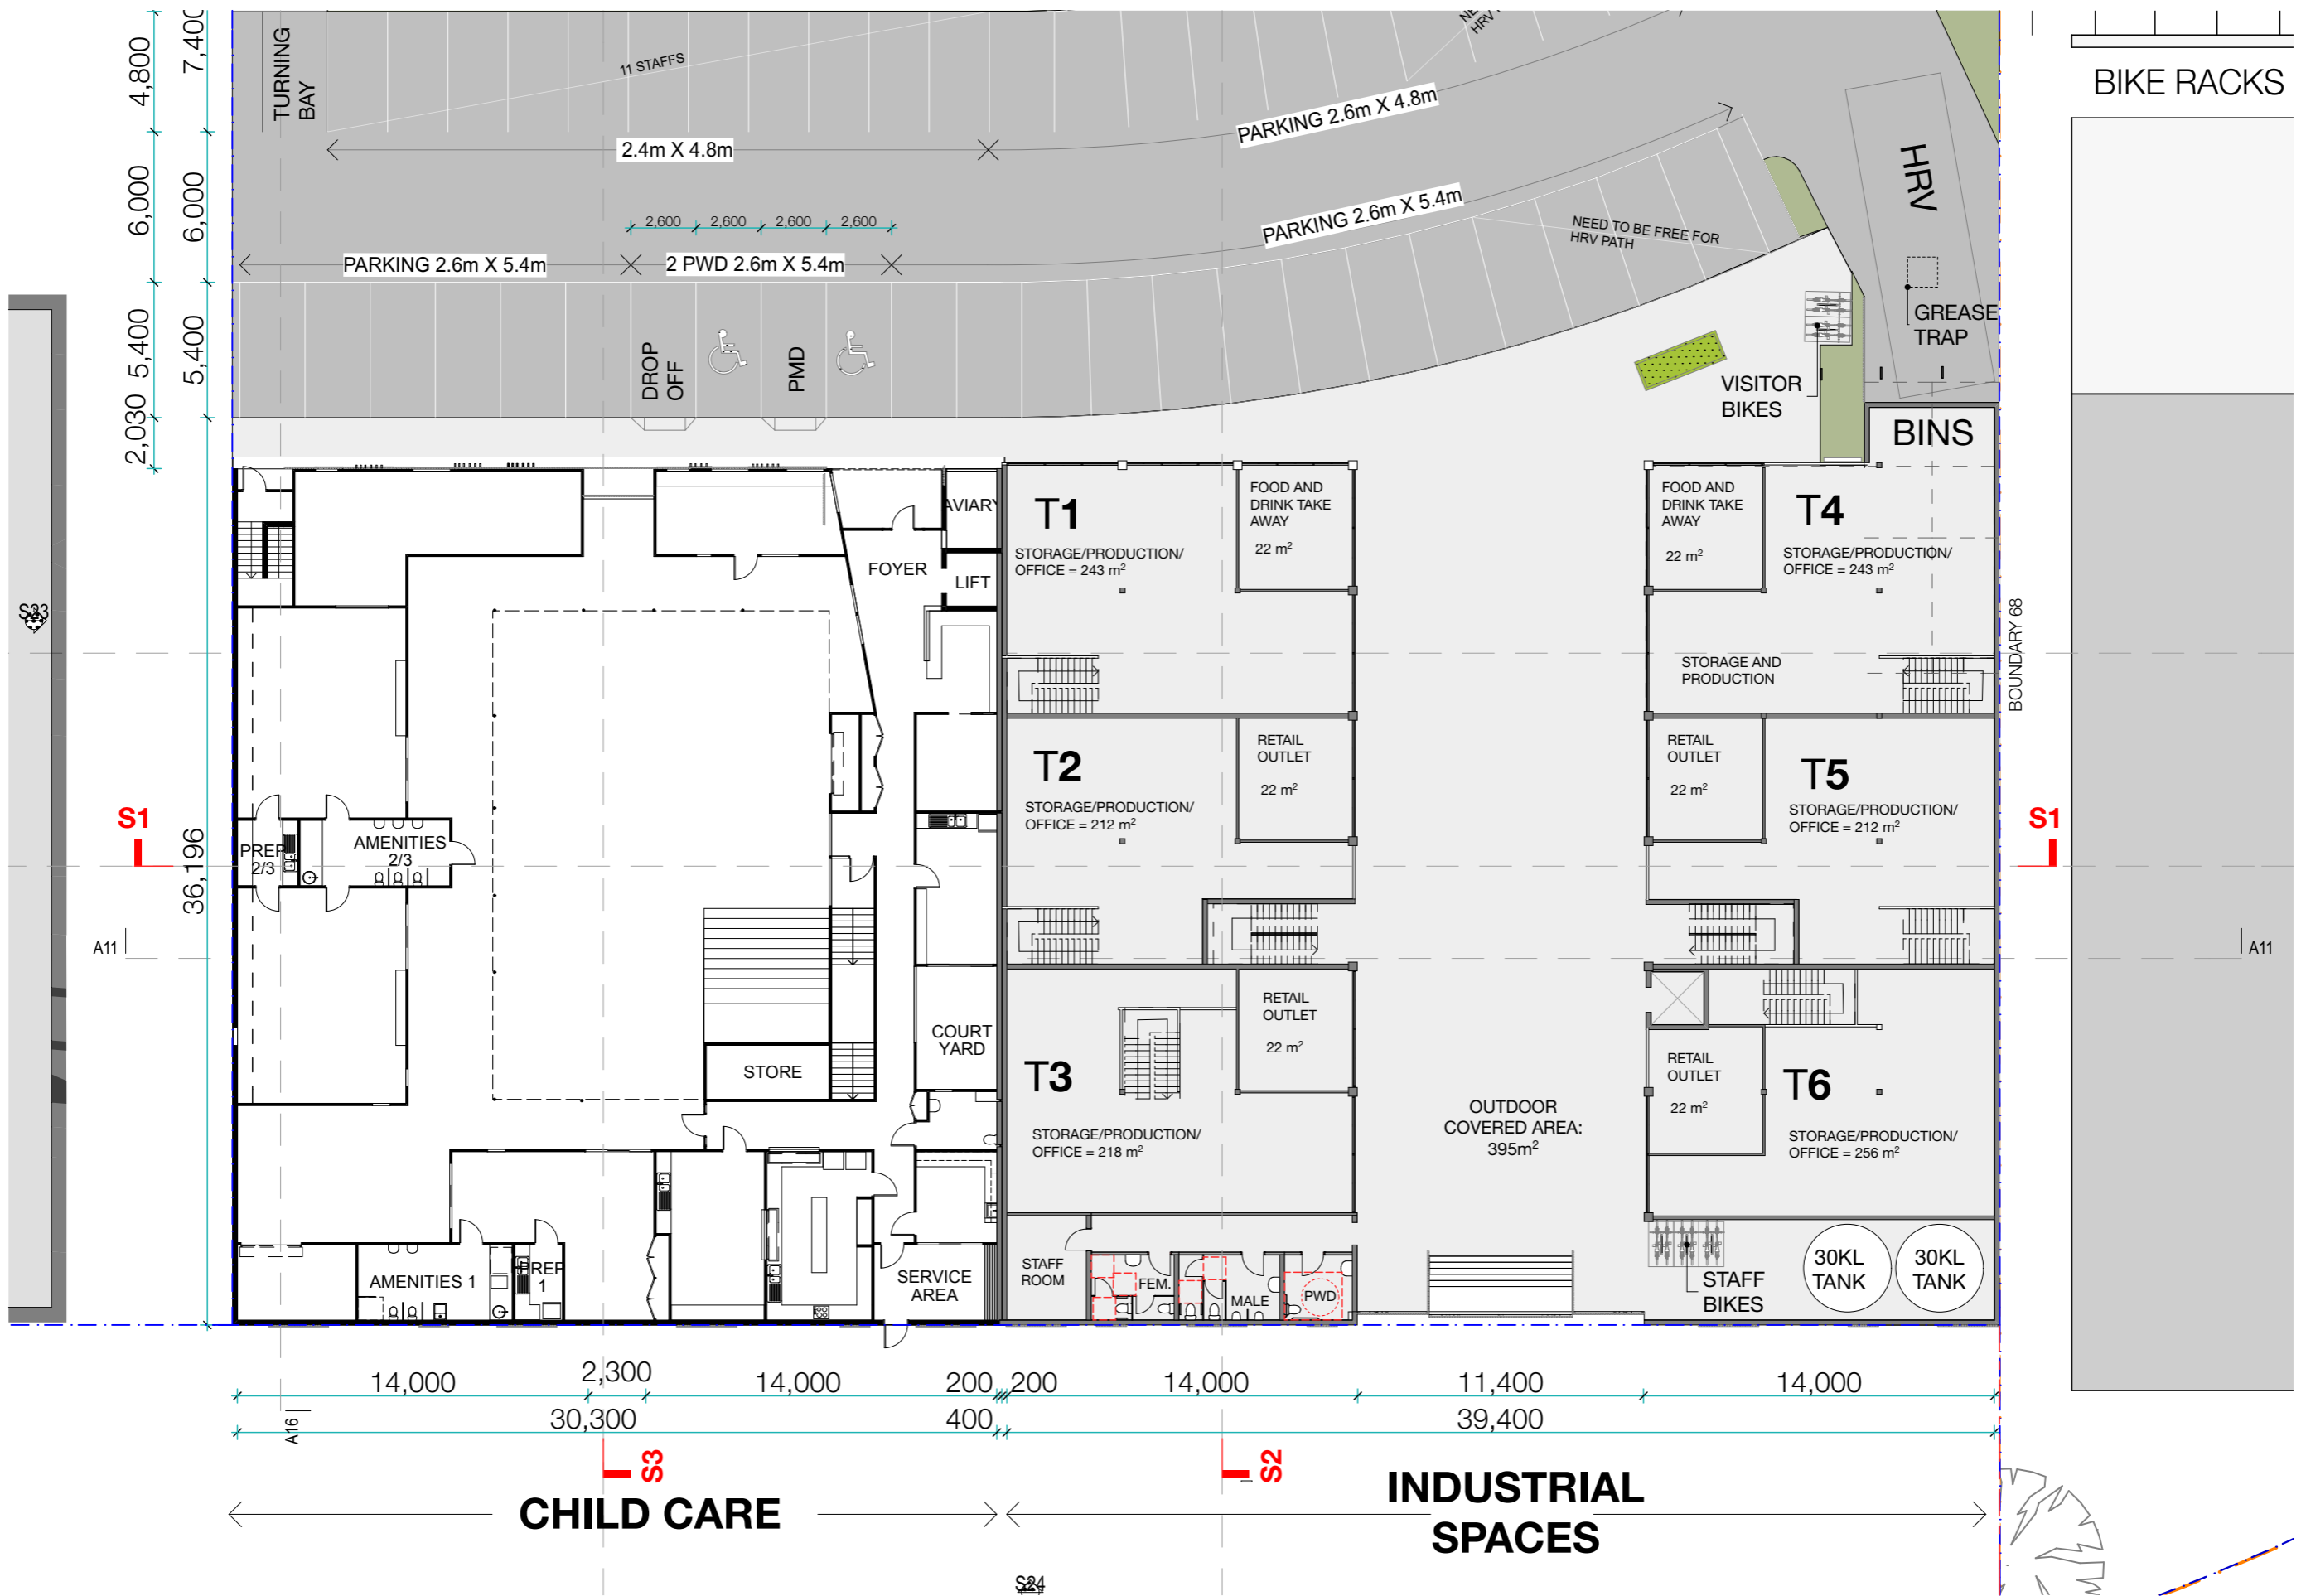 4,800
7,400
TURNING
BAY
11 STAFFS
BIKE RACKS
2.4m X 4.8m
PARKING 2.6m X 4.8m
HRV
6,000
6,000
2,600
2,600
2,600
2,600
PARKING 2.6m X 5.4m
NEED TO BE FREE FOR
HRV PATH
PARKING 2.6m X 5.4m
2 PWD 2.6m X 5.4m
5,400
5,400
DROP
OFF
PMD
GREASE
TRAP
VISITOR
BIKES
2,030
BINS
AVIARY
T1
FOOD AND
DRINK TAKE
AWAY
22 m²
STORAGE/PRODUCTION/
OFFICE = 243 m²
FOOD AND
DRINK TAKE
AWAY
22 m²
T4
STORAGE/PRODUCTION/
OFFICE = 243 m²
FOYER
LIFT
S23
BOUNDARY 68
STORAGE AND
PRODUCTION
T2
RETAIL
OUTLET
22 m²
STORAGE/PRODUCTION/
OFFICE = 212 m²
RETAIL
OUTLET
22 m²
T5
STORAGE/PRODUCTION/
OFFICE = 212 m²
S1
S1
36,196
PREP
2/3
AMENITIES
2/3
A11
A11
COURT
YARD
STORE
T3
RETAIL
OUTLET
22 m²
STORAGE/PRODUCTION/
OFFICE = 218 m²
OUTDOOR
COVERED AREA:
395m²
RETAIL
OUTLET
22 m²
T6
STORAGE/PRODUCTION/
OFFICE = 256 m²
AMENITIES 1
PREP
1
SERVICE
AREA
STAFF
ROOM
FEM.
MALE
PWD
STAFF
BIKES
30KL
TANK
30KL
TANK
14,000
2,300
14,000
200
200
14,000
11,400
14,000
30,300
400
39,400
A16
S3
S2
CHILD CARE
INDUSTRIAL
SPACES
S24